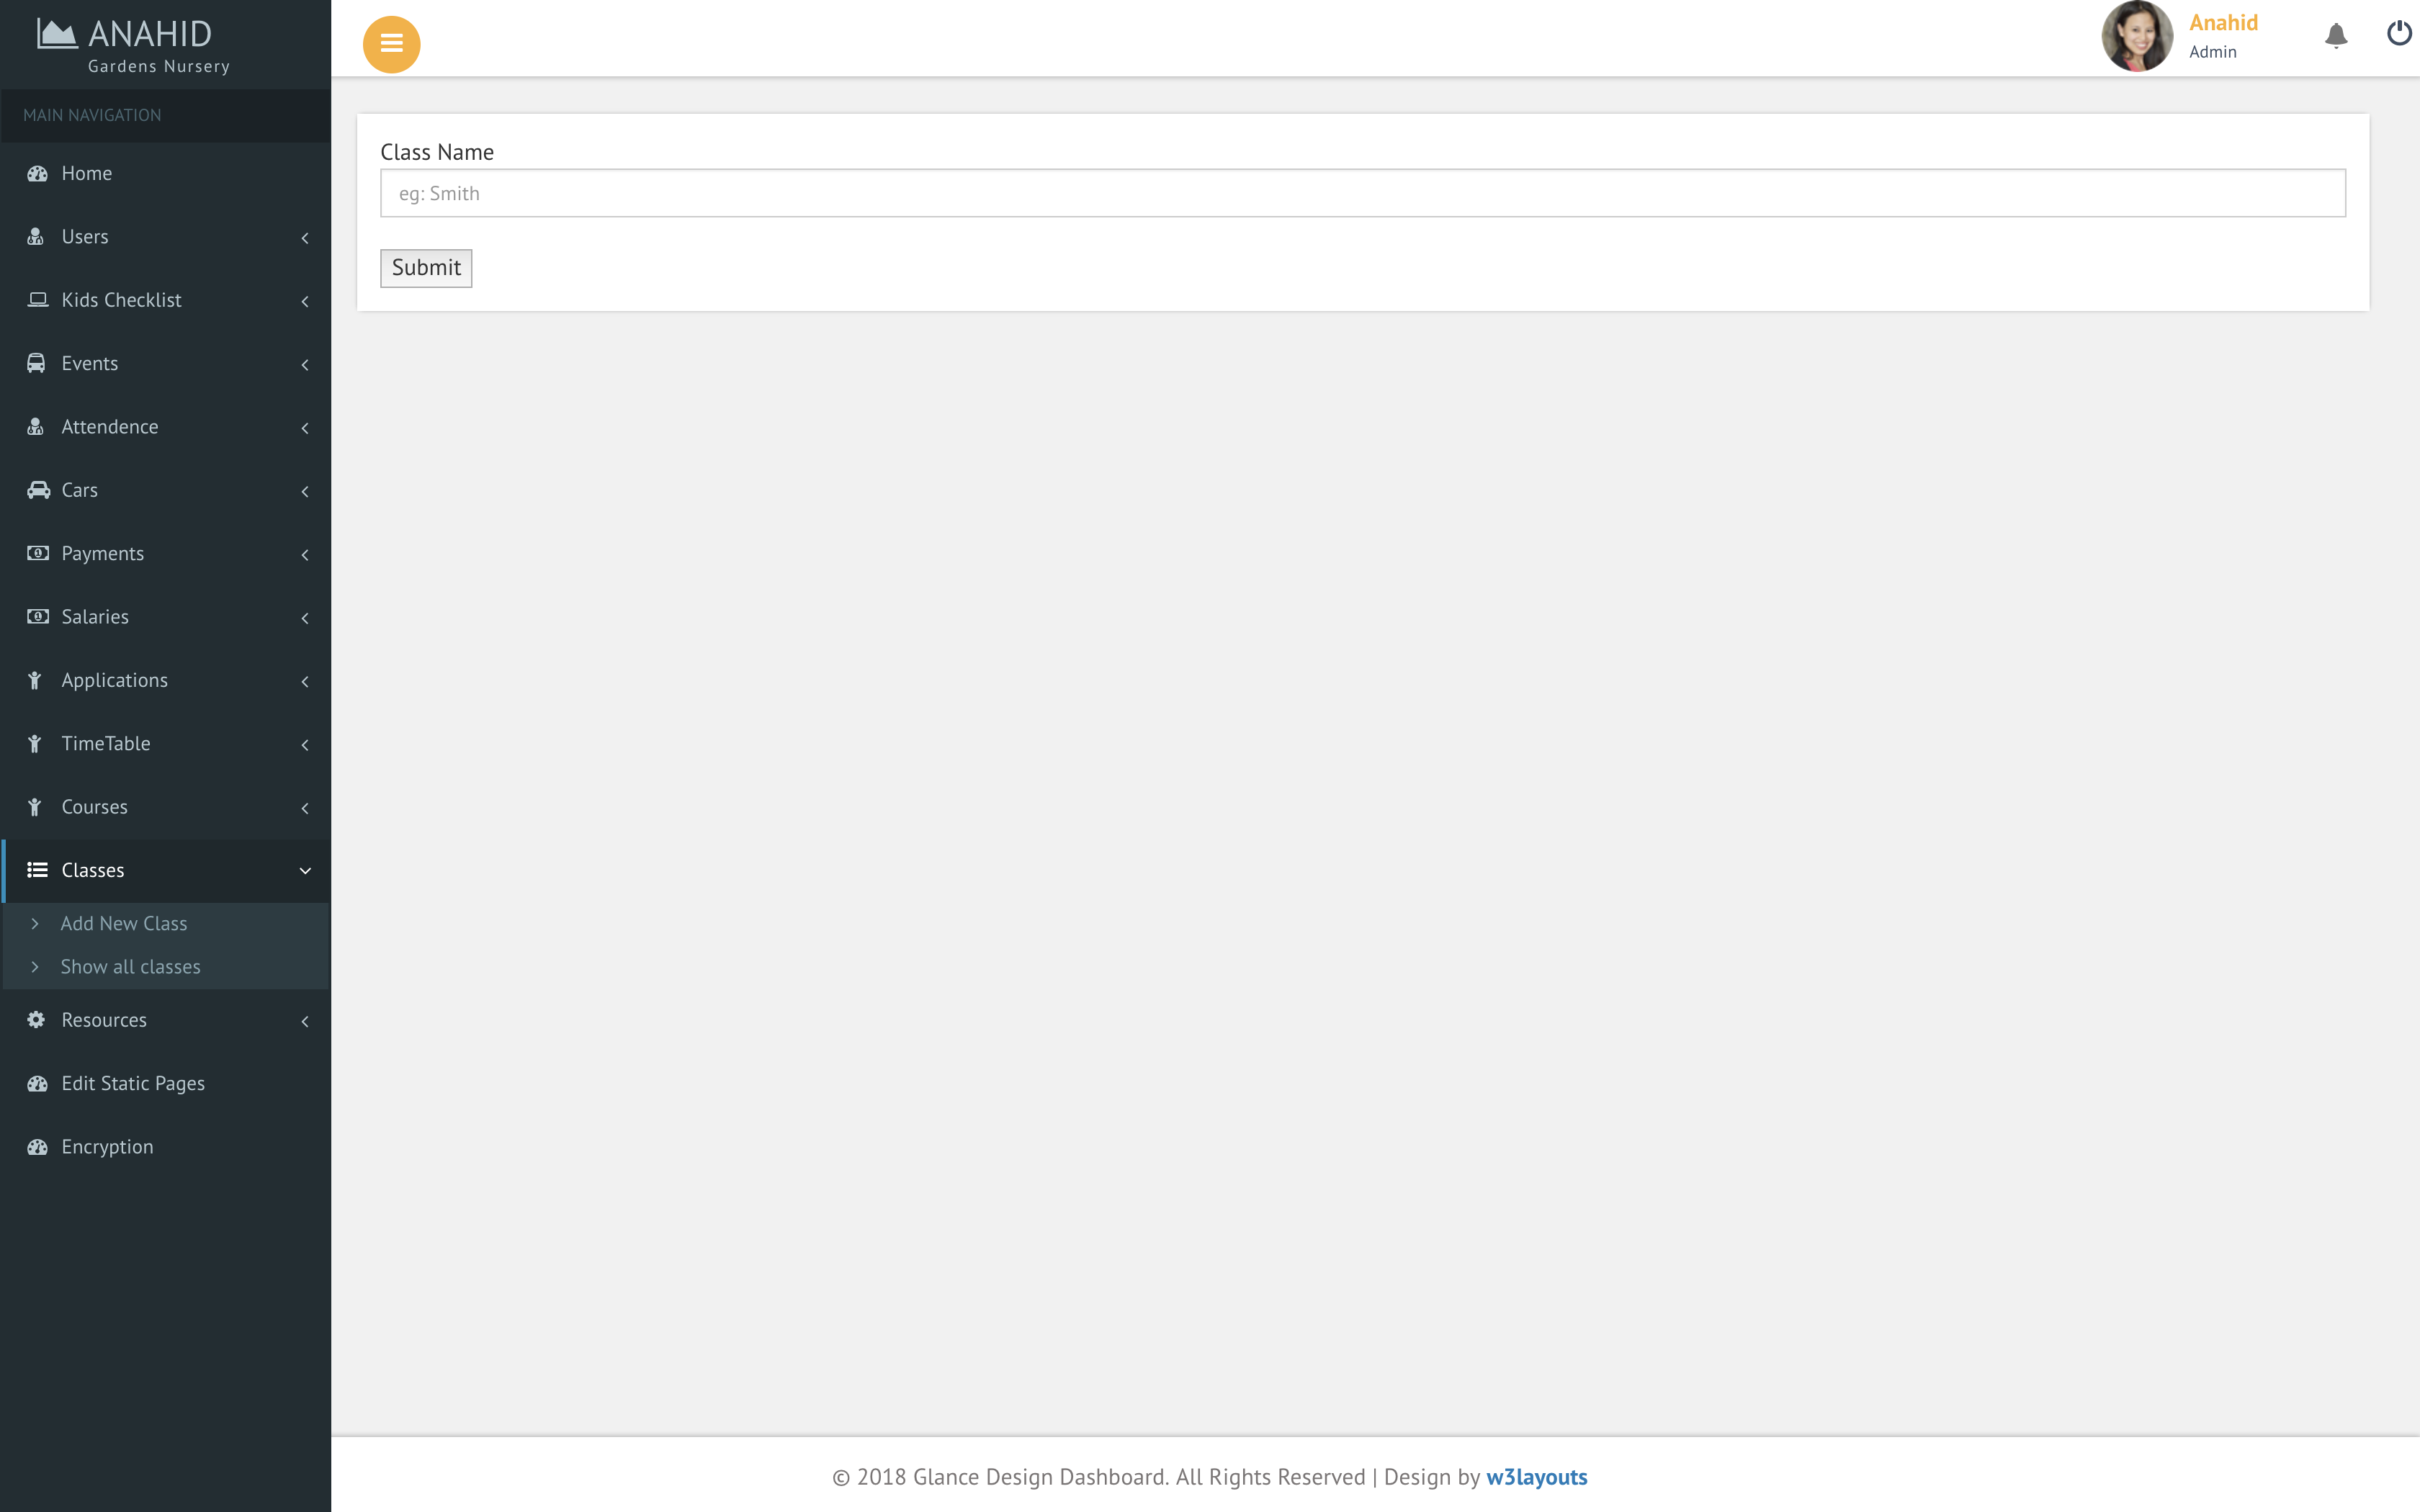 ANAHID
Gardens Nursery
MAIN NAVIGATION
Home
Users
Kids Checklist
Events
Attendence
Cars
Payments
Salaries
Applications
TimeTable
Courses
Classes
Add New Class
Show all classes
Resources
Edit Static Pages
Encryption
Anahid
Admin
Class Name
eg: Smith
Submit
© 2018 Glance Design Dashboard. All Rights Reserved | Design by w3layouts